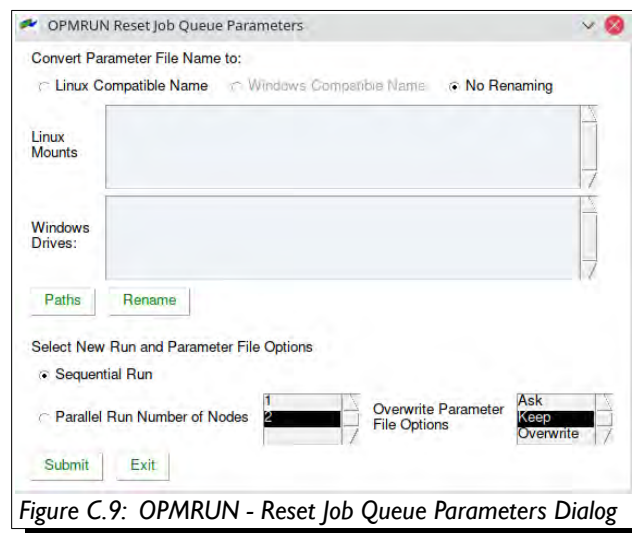 OPMRUN Reset Job Queue Parameters
Convert Parameter File Name to:
Linux Compatible Name Windows Compatible Name No Renaming
Linux
Mounts
Windows
Drives:
Paths Rename
Select New Run and Parameter File Options
Sequential Run
Parallel Run Number of Nodes
1
2
Overwrite Parameter
File Options
Ask
Keep
Overwrite
Submit Exit
Figure C.9: OPMRUN - Reset Job Queue Parameters Dialog